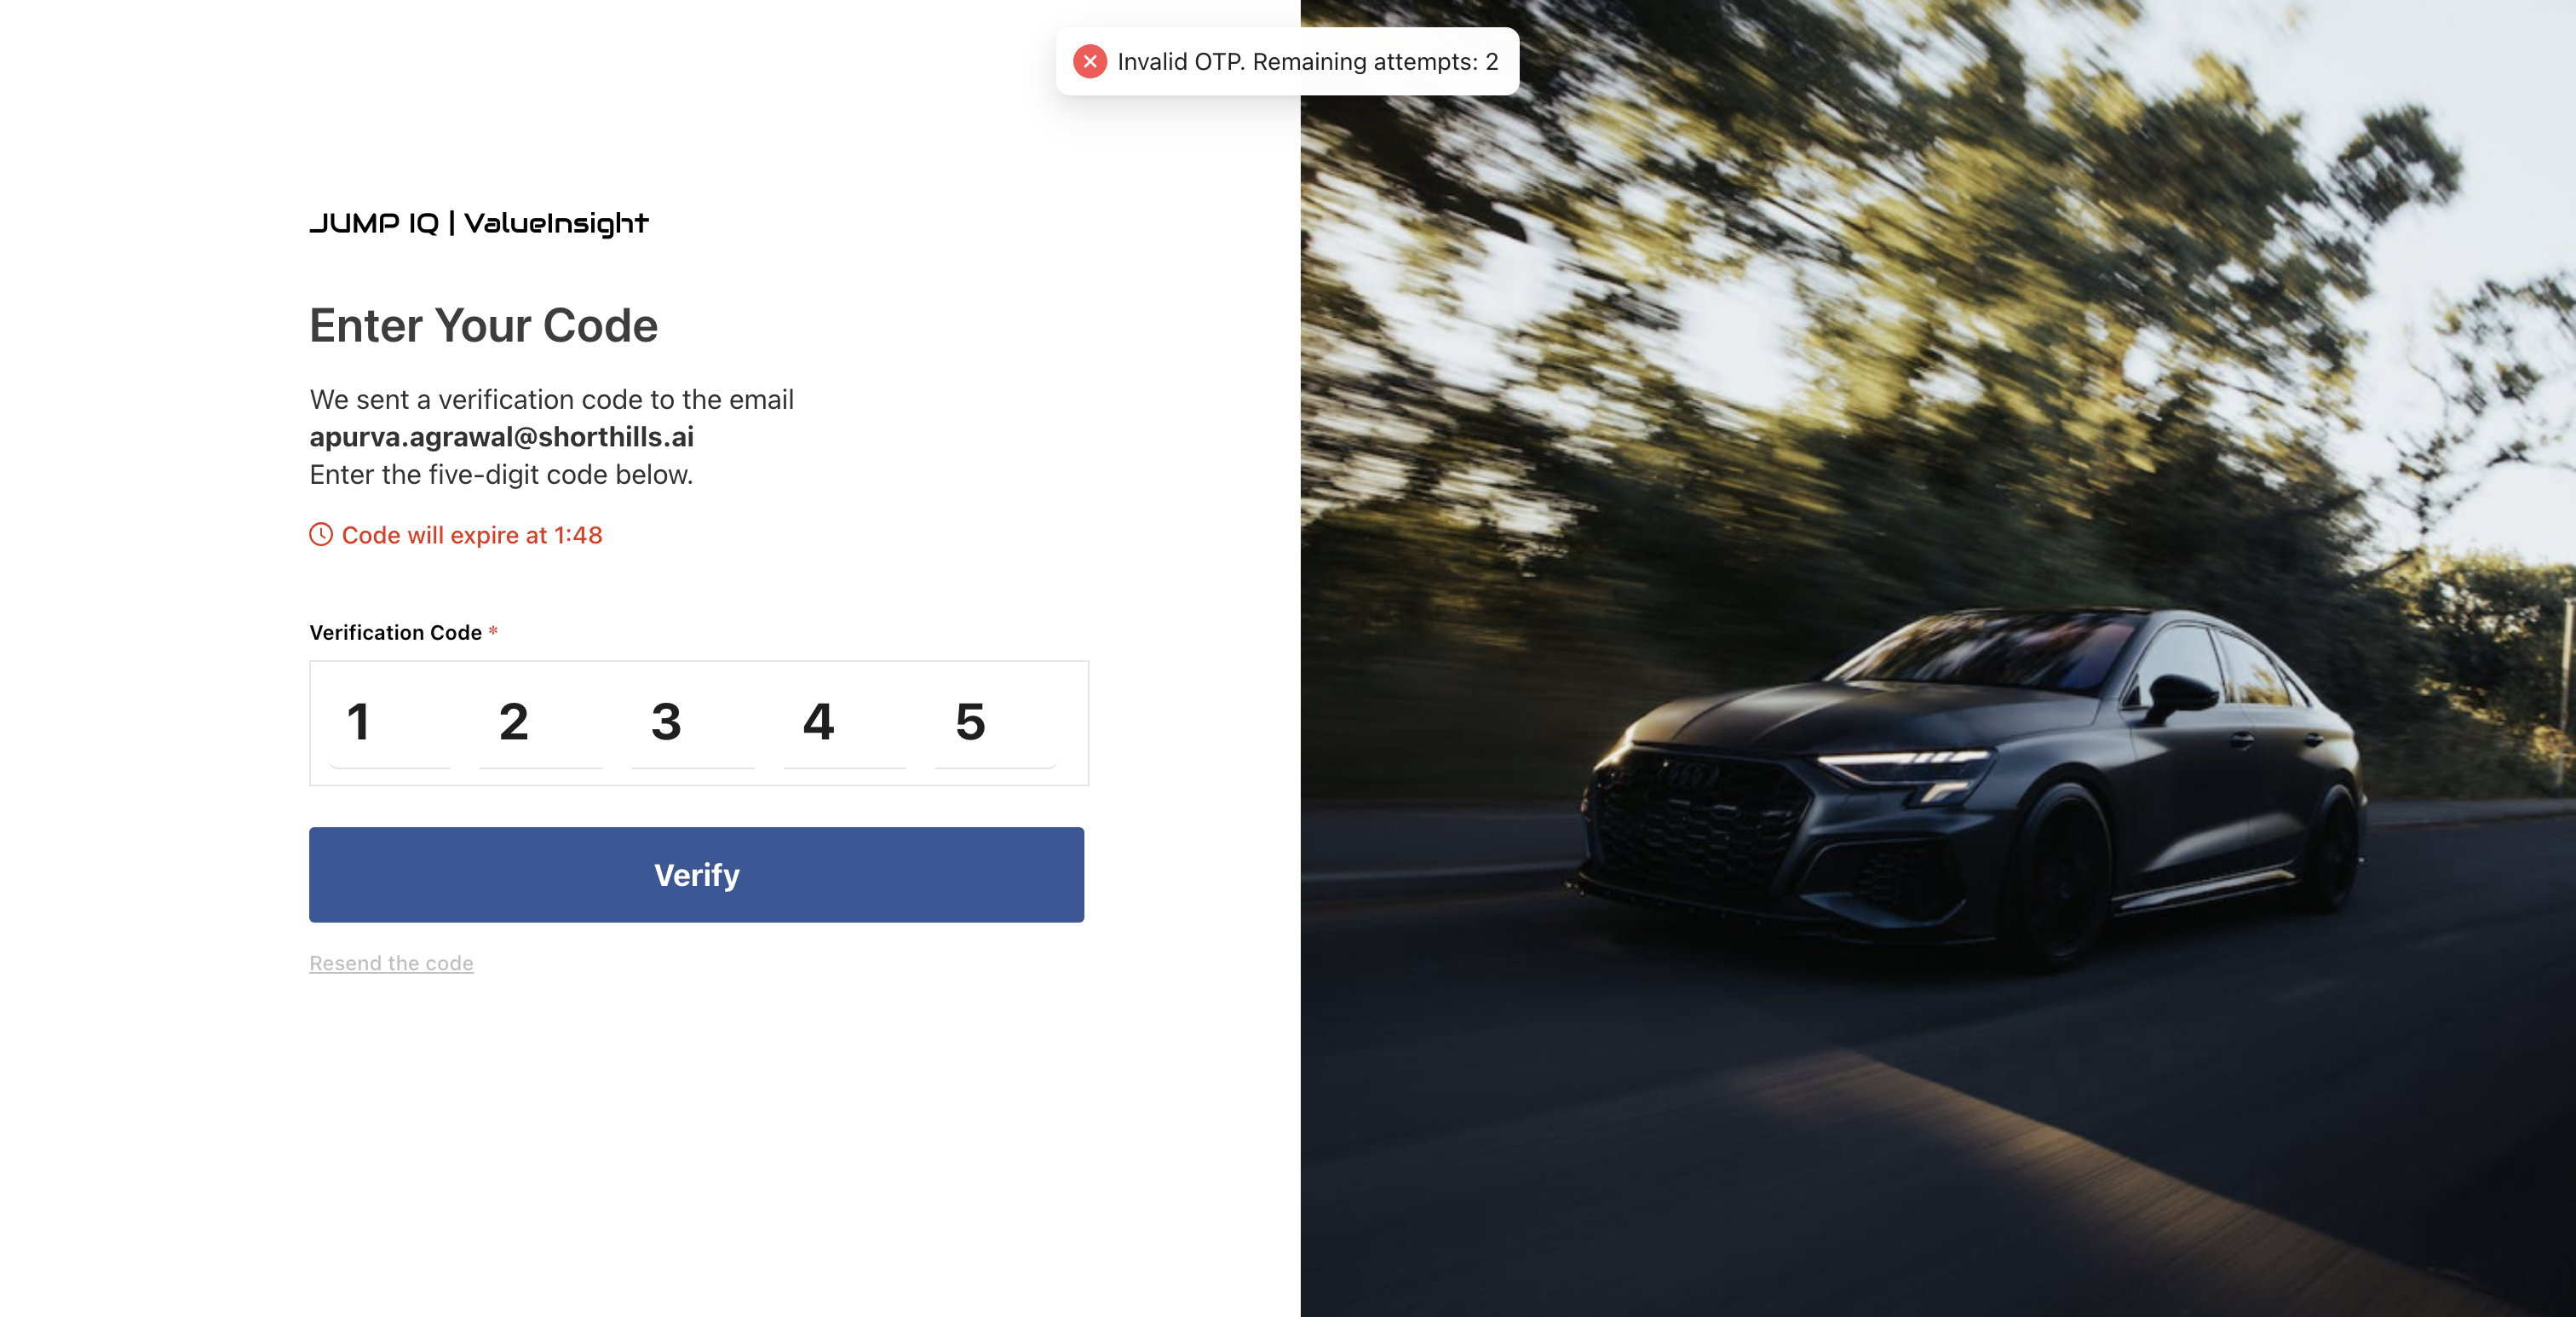 Invalid OTP. Remaining attempts: 2
JUMP IQ | ValueInsight
Enter Your Code
We sent a verification code to the email
apurva.agrawal@shorthills.ai
Enter the five-digit code below.
Code will expire at 1:48
Verification Code *
1 2 3 4 5
Verify
Resend the code